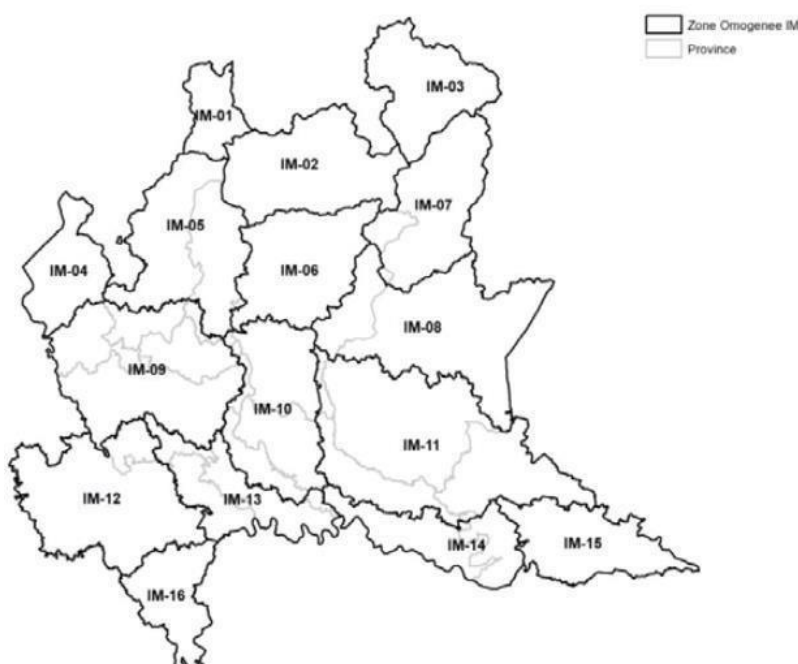 Zone Omogenee IM
Province
IM-03
IM-01
IM-02
IM-07
IM-05
IM-04
IM-06
IM-08
IM-09
IM-10
IM-11
IM-12
IM-13
IM-14
IM-15
IM-16